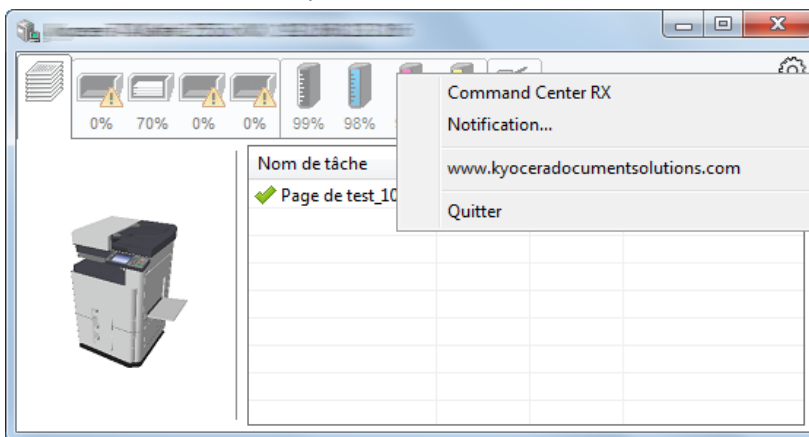 0% 70% 0% 0% 99% 98%
Command Center RX
Notification...
www.kyoceradocumentsolutions.com
Quitter
Nom de tâche
Page de test_10